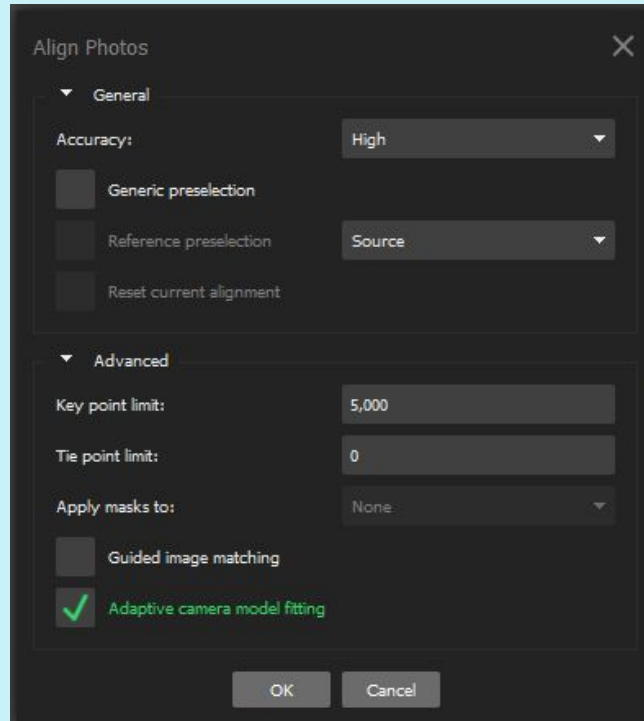 Align Photos
General
Accuracy: High
Generic preselection
Reference preselection Source
Reset current alignment
Advanced
Key point limit: 5,000
Tie point limit: 0
Apply masks to: None
Guided image matching
Adaptive camera model fitting
OK Cancel